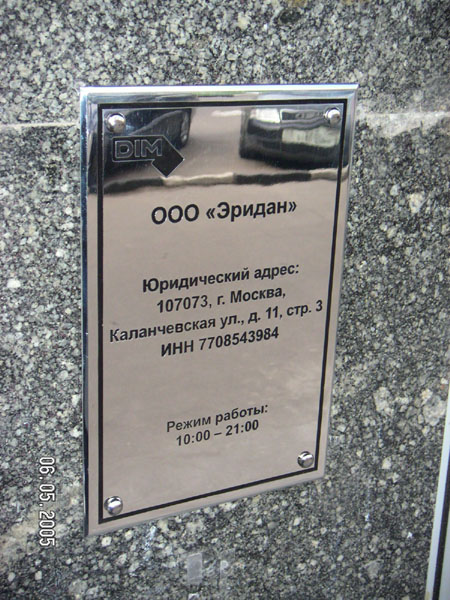 DIM
ООО «Эридан»
Юридический адрес:
107073, г. Москва,
Каланчевская ул., д. 11, стр. 3
ИНН 7708543984
Режим работы:
10:00 – 21:00
06.05.2005